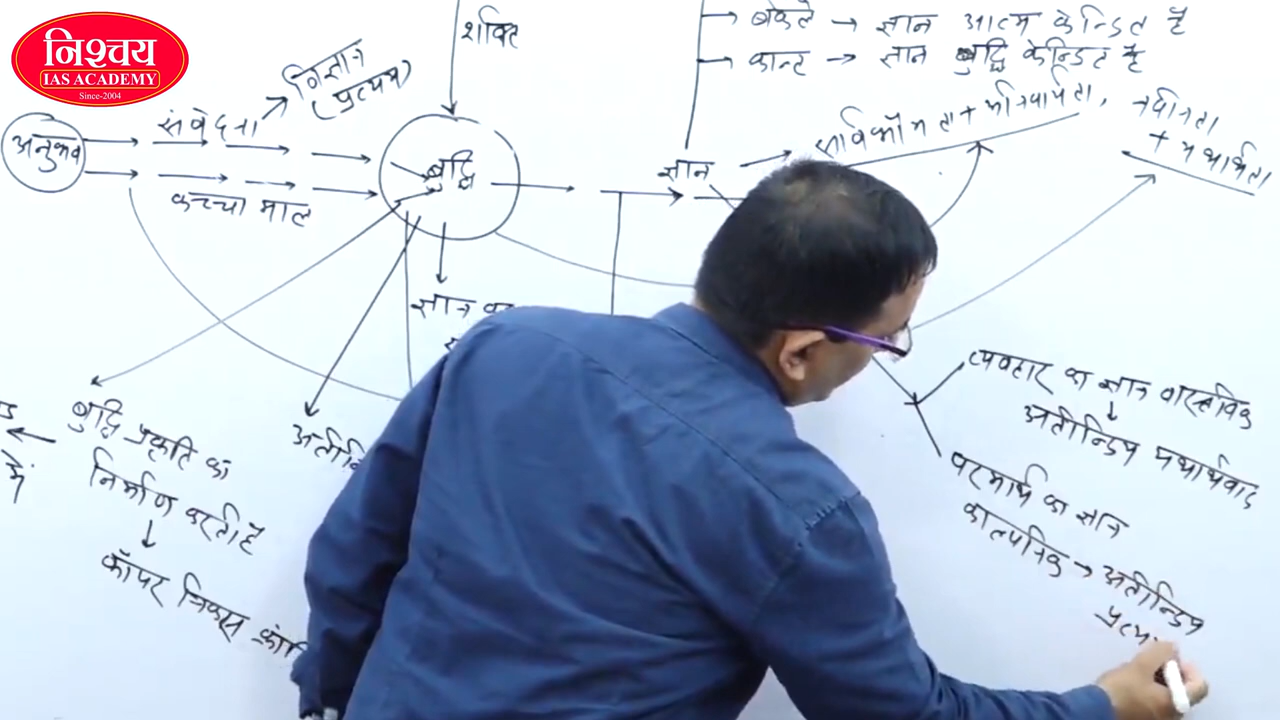 निश्चय
IAS ACADEMY
Since-2004
शक्ति
बर्कले → ज्ञान आत्म केन्द्रित है
कान्ट → ज्ञान बुद्धि केन्द्रित है
(प्रत्यय)
अनुभव
संवेदना
कच्चा माल
बुद्धि
ज्ञान
सार्वभौमता + अनिवार्यता,
नवीनता
+ यथार्थता
बुद्धि प्रकृति का
निर्माण करती है
कॉपर निकस
में
व्यवहार का ज्ञान वास्तविक
अतीन्द्रिय यथार्थवाद
परमार्थ का ज्ञान
काल्पनिक → अतीन्द्रिय